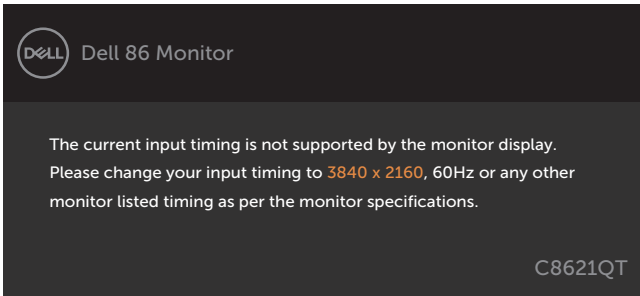 DELL
Dell 86 Monitor
The current input timing is not supported by the monitor display.
Please change your input timing to 3840 x 2160, 60Hz or any other
monitor listed timing as per the monitor specifications.
C8621QT